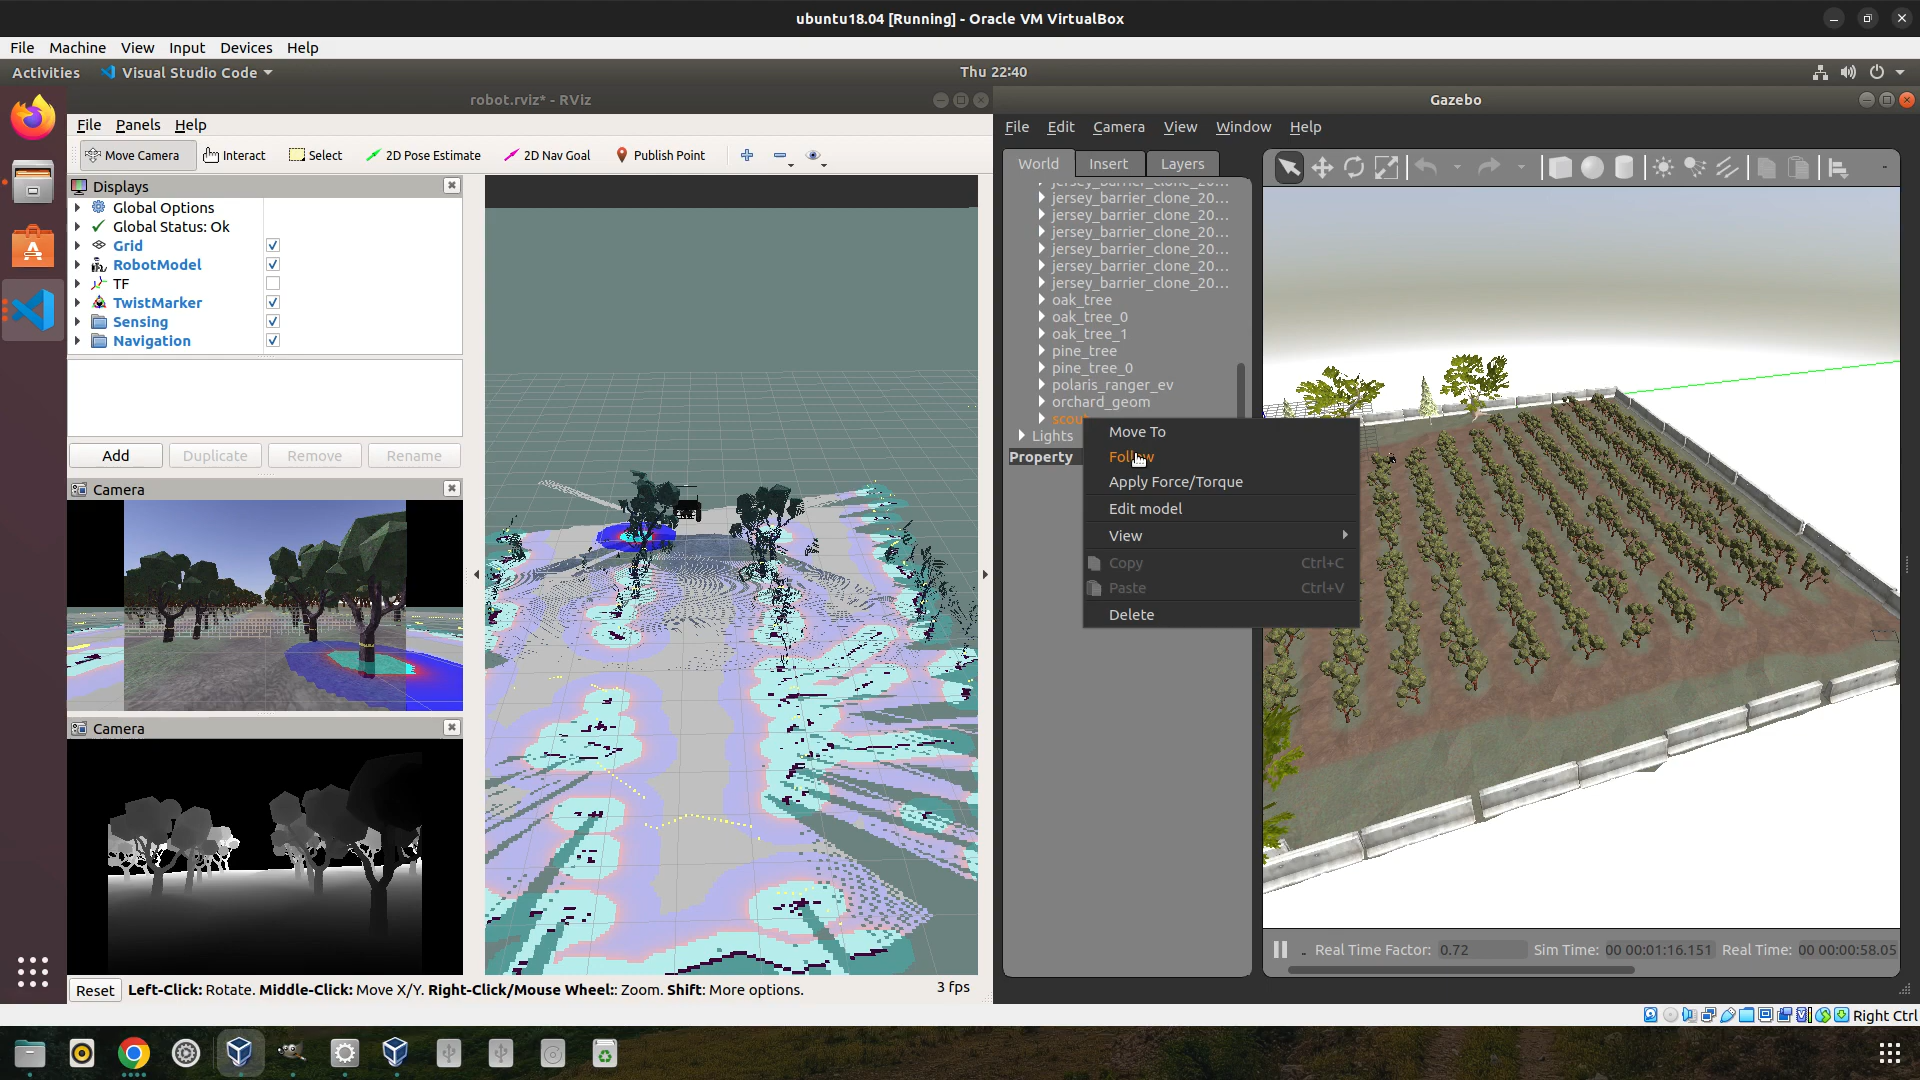 ubuntu18.04 [Running] - Oracle VM VirtualBox
File Machine View Input Devices Help
Activities Visual Studio Code Thu 22:40
robot.rviz* - RViz
File Panels Help
Move Camera Interact Select 2D Pose Estimate 2D Nav Goal Publish Point
Displays
Global Options
Global Status: Ok
Grid
RobotModel
TF
TwistMarker
Sensing
Navigation
Add Duplicate Remove Rename
Camera
Camera
Reset Left-Click: Rotate. Middle-Click: Move X/Y. Right-Click/Mouse Wheel:: Zoom. Shift: More options. 3 fps
Gazebo
File Edit Camera View Window Help
World Insert Layers
jersey_barrier_clone_20...
jersey_barrier_clone_20...
jersey_barrier_clone_20...
jersey_barrier_clone_20...
jersey_barrier_clone_20...
jersey_barrier_clone_20...
jersey_barrier_clone_20...
oak_tree
oak_tree_0
oak_tree_1
pine_tree
pine_tree_0
polaris_ranger_ev
orchard_geom
Lights
Property
Move To
Follow
Apply Force/Torque
Edit model
View
Copy Ctrl+C
Paste Ctrl+V
Delete
Real Time Factor: 0.72 Sim Time: 00 00:01:16.151 Real Time: 00 00:00:58.05
Right Ctrl